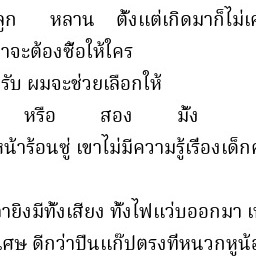 ลูก หลาน ตั้งแต่เกิดมาก็ไม่เค
าจะต้องซื้อให้ใคร
รับ ผมจะช่วยเลือกให้
หรือ สอง มั้ง
หน้าร้อนซู่ เขาไม่มีความรู้เรื่องเด็ก
ายิงมีทั้งเสียง ทั้งไฟแว่บออกมา
เศษ ดีกว่าปืนแก๊ปตรงที่หนวกหูน้อ